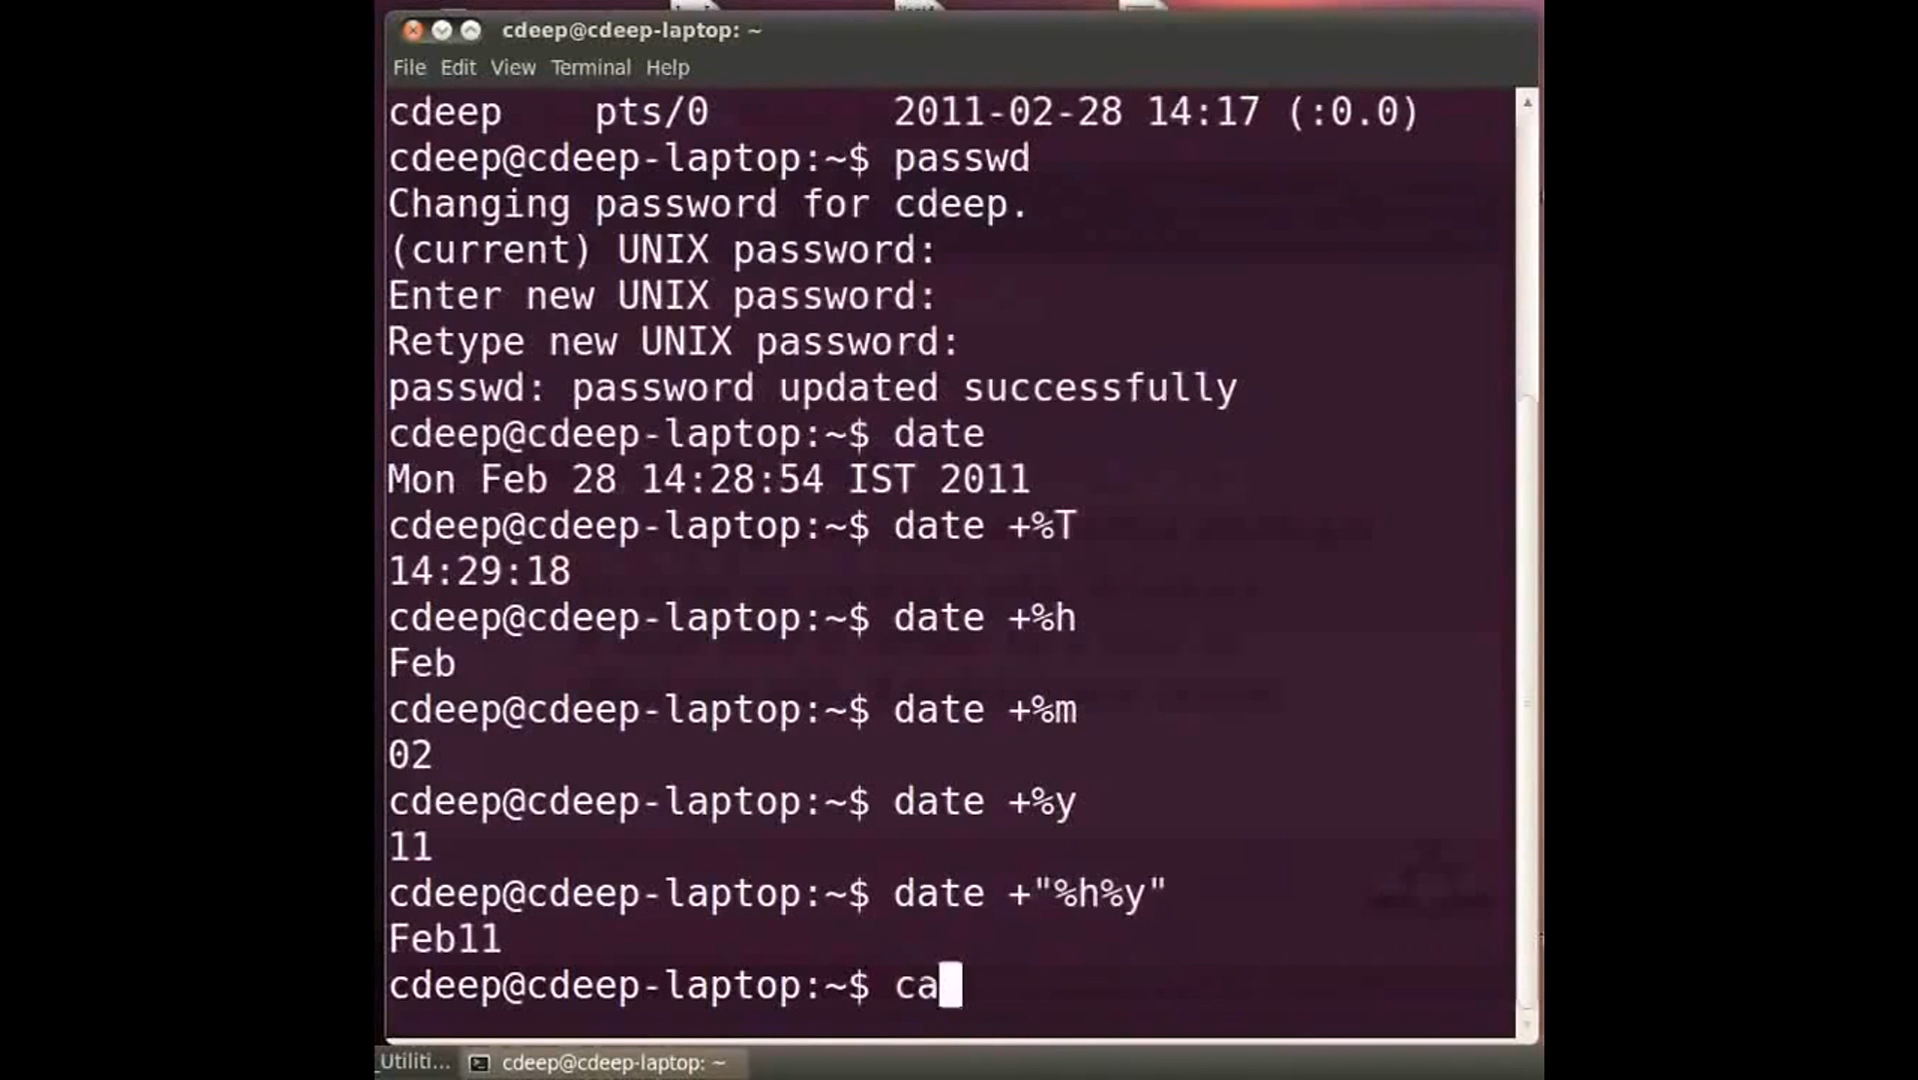 cdeep@cdeep-laptop: ~
File Edit View Terminal Help
cdeep    pts/0        2011-02-28 14:17 (:0.0)
cdeep@cdeep-laptop:~$ passwd
Changing password for cdeep.
(current) UNIX password:
Enter new UNIX password:
Retype new UNIX password:
passwd: password updated successfully
cdeep@cdeep-laptop:~$ date
Mon Feb 28 14:28:54 IST 2011
cdeep@cdeep-laptop:~$ date +%T
14:29:18
cdeep@cdeep-laptop:~$ date +%h
Feb
cdeep@cdeep-laptop:~$ date +%m
02
cdeep@cdeep-laptop:~$ date +%y
11
cdeep@cdeep-laptop:~$ date +"%h%y"
Feb11
cdeep@cdeep-laptop:~$ ca
_Utiliti... cdeep@cdeep-laptop: ~